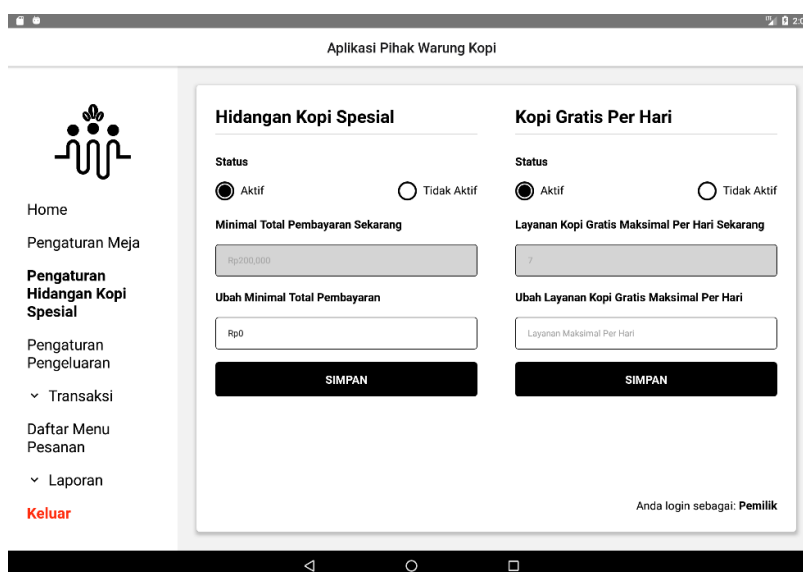 2:0
Aplikasi Pihak Warung Kopi
Home
Pengaturan Meja
Pengaturan
Hidangan Kopi
Spesial
Pengaturan
Pengeluaran
Transaksi
Daftar Menu
Pesanan
Laporan
Keluar
Hidangan Kopi Spesial
Status
Aktif
Tidak Aktif
Minimal Total Pembayaran Sekarang
Rp200,000
Ubah Minimal Total Pembayaran
Rp0
SIMPAN
Kopi Gratis Per Hari
Status
Aktif
Tidak Aktif
Layanan Kopi Gratis Maksimal Per Hari Sekarang
7
Ubah Layanan Kopi Gratis Maksimal Per Hari
Layanan Maksimal Per Hari
SIMPAN
Anda login sebagai: Pemilik